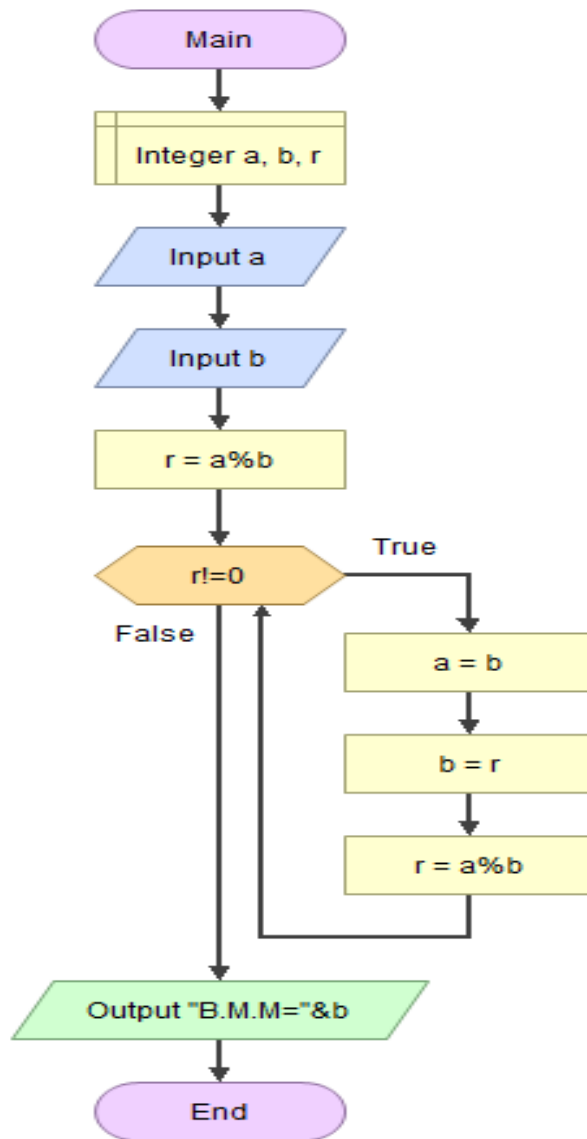 Main
Integer a, b, r
Input a
Input b
r = a%b
r!=0
True
False
a = b
b = r
r = a%b
Output "B.M.M="&b
End